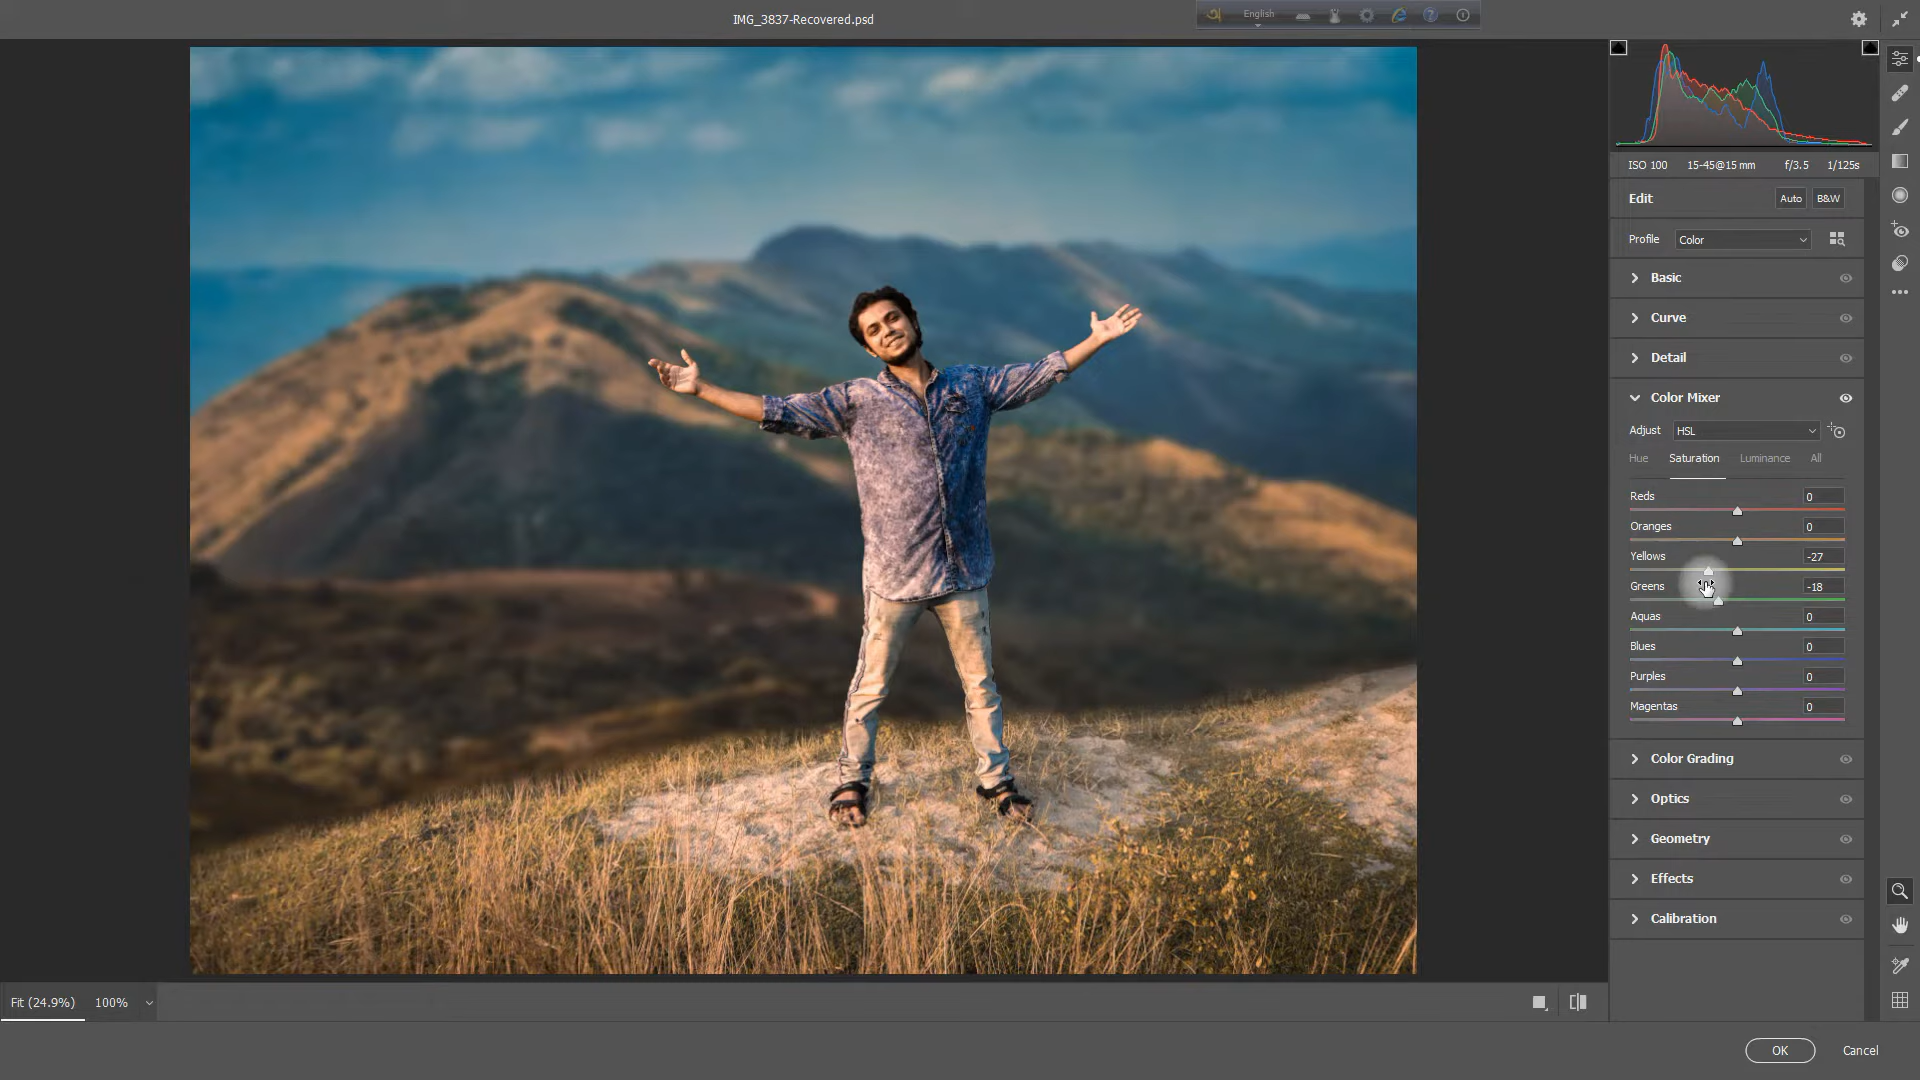 IMG_3837-Recovered.psd
English
ISO 100 15-45@15 mm f/3.5 1/125s
Edit Auto B&W
Profile Color
Basic
Curve
Detail
Color Mixer
Adjust HSL
Hue Saturation Luminance All
Reds 0
Oranges 0
Yellows -27
Greens -18
Aquas 0
Blues 0
Purples 0
Magentas 0
Color Grading
Optics
Geometry
Effects
Calibration
Fit (24.9%) 100%
OK Cancel